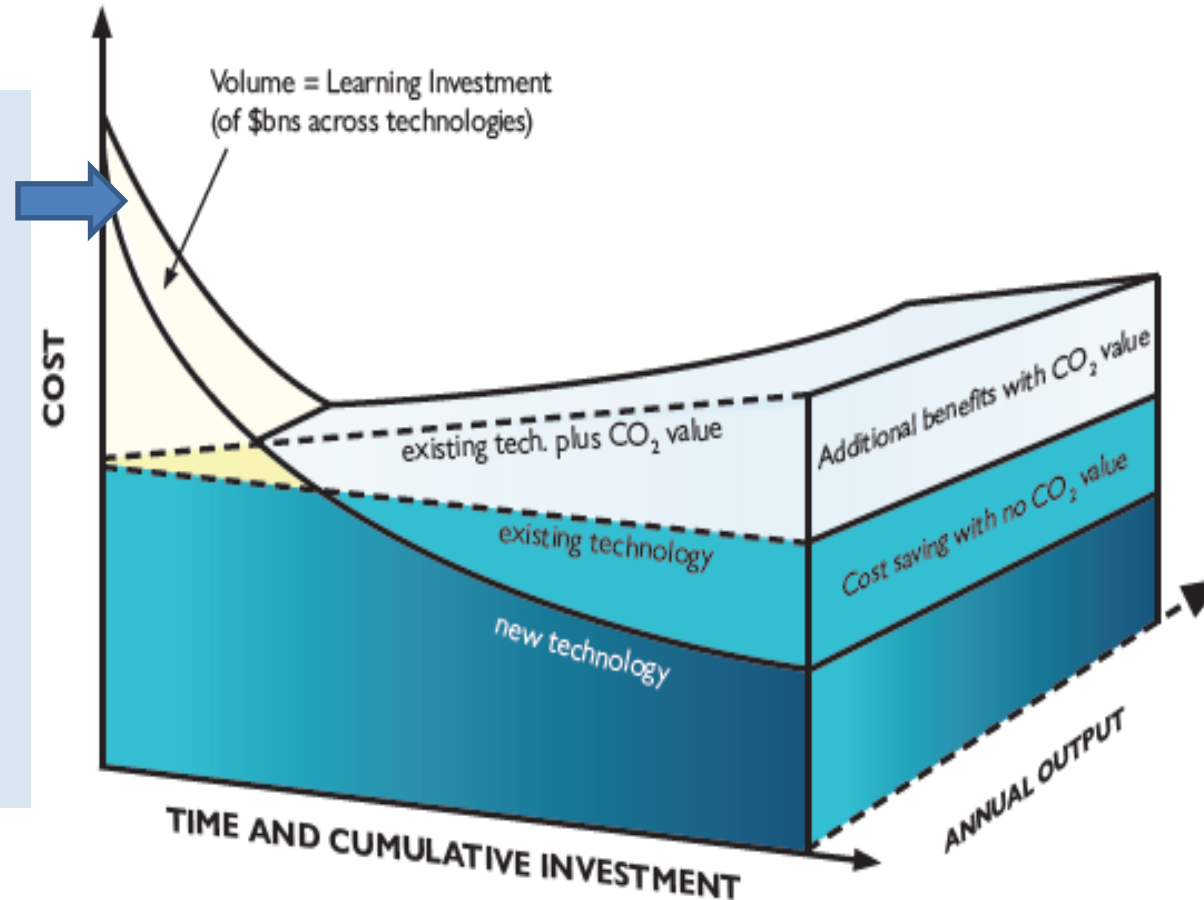 Volume = Learning Investment
(of $bns across technologies)
COST
existing tech. plus CO₂ value
existing technology
new technology
Additional benefits with CO₂ value
Cost saving with no CO₂ value
TIME AND CUMULATIVE INVESTMENT
ANNUAL OUTPUT